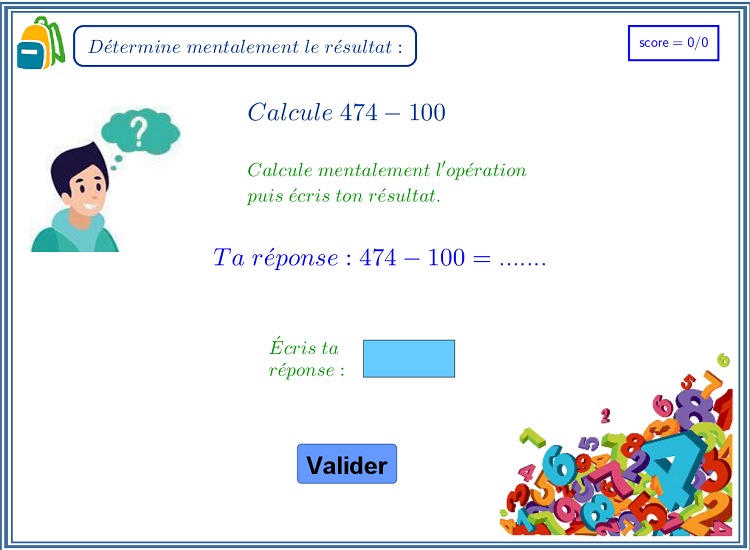 Détermine mentalement le résultat :
score = 0/0
?
Calcule 474 − 100
Calcule mentalement l'opération
puis écris ton résultat.
Ta réponse : 474 − 100 = .......
Écris ta
réponse :
Valider